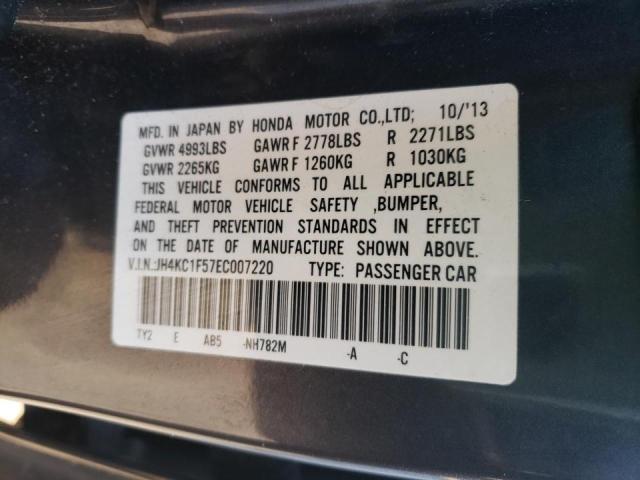 MFD. IN JAPAN BY HONDA MOTOR CO.,LTD; 10/'13
GVWR 4993LBS GAWR F 2778LBS R 2271LBS
GVWR 2265KG GAWR F 1260KG R 1030KG
THIS VEHICLE CONFORMS TO ALL APPLICABLE
FEDERAL MOTOR VEHICLE SAFETY ,BUMPER,
AND THEFT PREVENTION STANDARDS IN EFFECT
ON THE DATE OF MANUFACTURE SHOWN ABOVE.
V.I.N.:JH4KC1F57EC007220 TYPE: PASSENGER CAR
TY2 E AB5 -NH782M -A -C